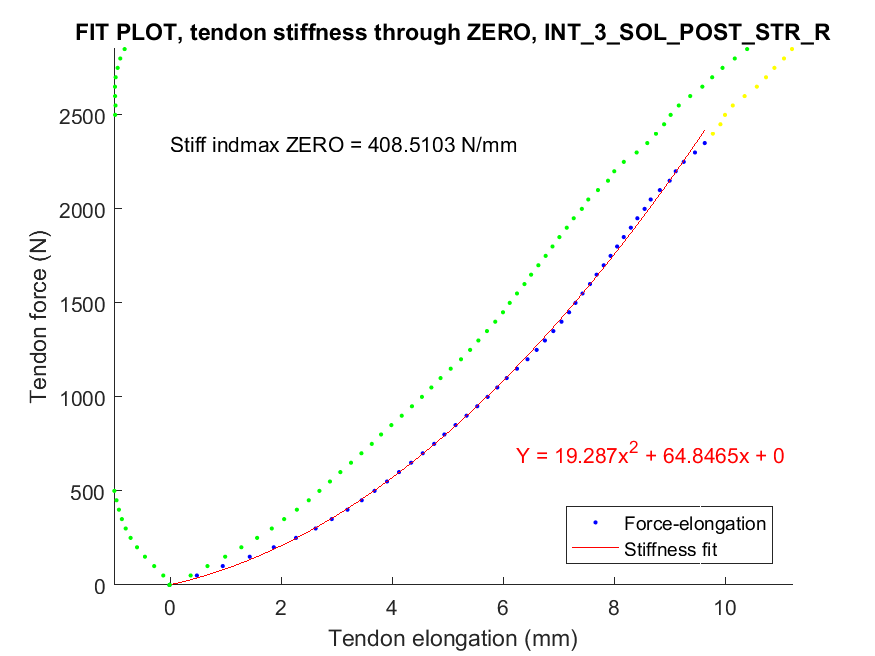 FIT PLOT, tendon stiffness through ZERO, INT_3_SOL_POST_STR_R
Stiff indmax ZERO = 408.5103 N/mm
Tendon force (N)
2500
2000
1500
1000
500
0
Y = 19.287x² + 64.8465x + 0
Force-elongation
Stiffness fit
0 2 4 6 8 10
Tendon elongation (mm)